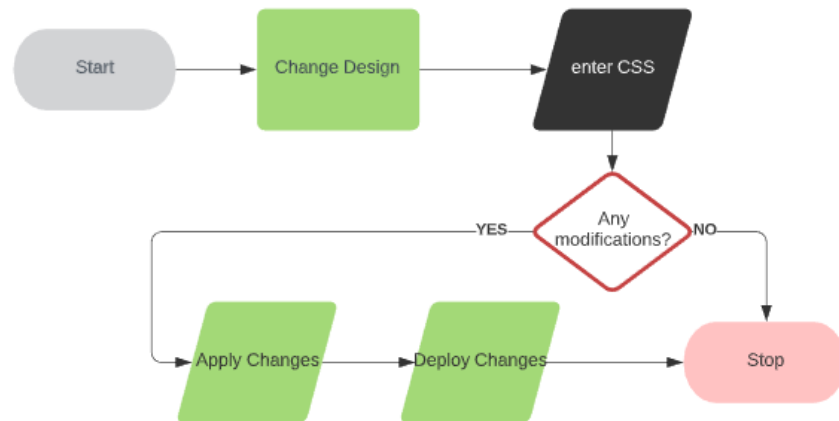 Start
Change Design
enter CSS
Any
modifications?
YES
NO
Apply Changes
Deploy Changes
Stop